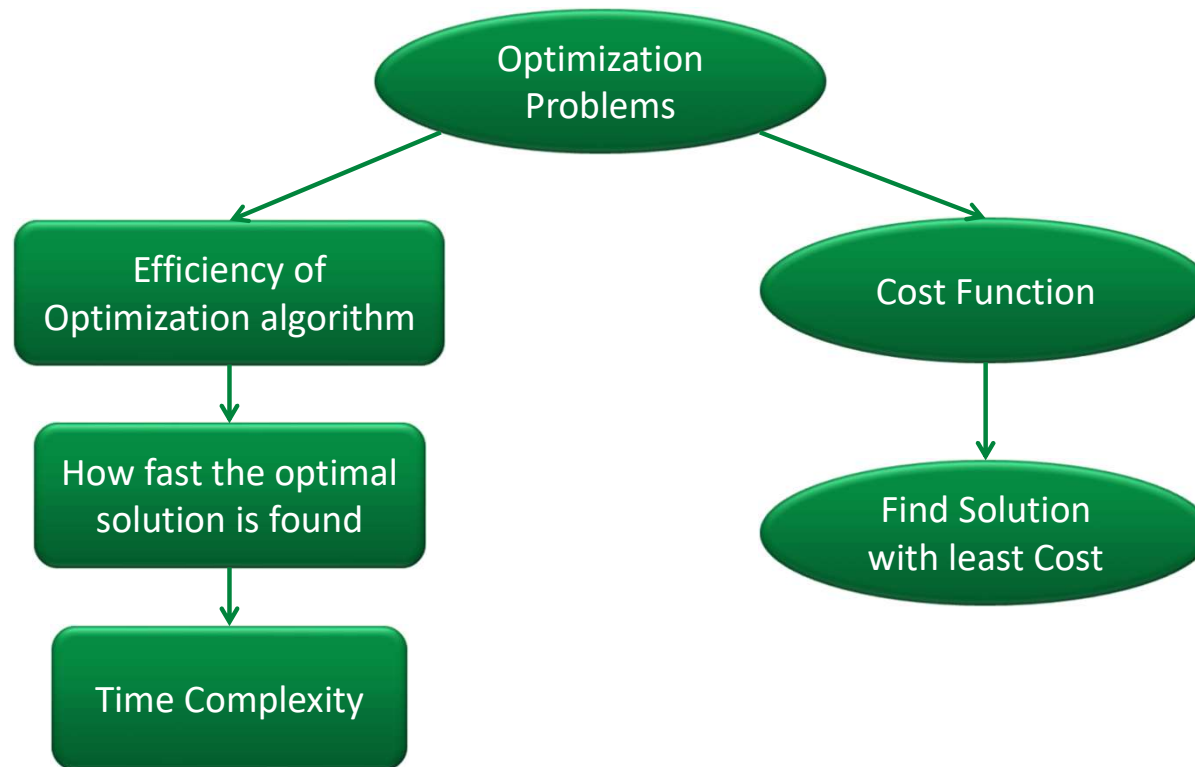 Optimization
Problems
Efficiency of
Optimization algorithm
Cost Function
How fast the optimal
solution is found
Find Solution
with least Cost
Time Complexity